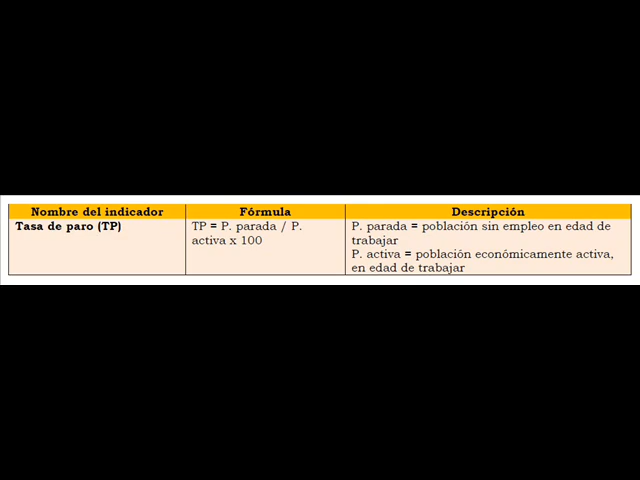 Nombre del indicador
Fórmula
Descripción
Tasa de paro (TP)
TP = P. parada / P.
activa x 100
P. parada = población sin empleo en edad de
trabajar
P. activa = población económicamente activa,
en edad de trabajar